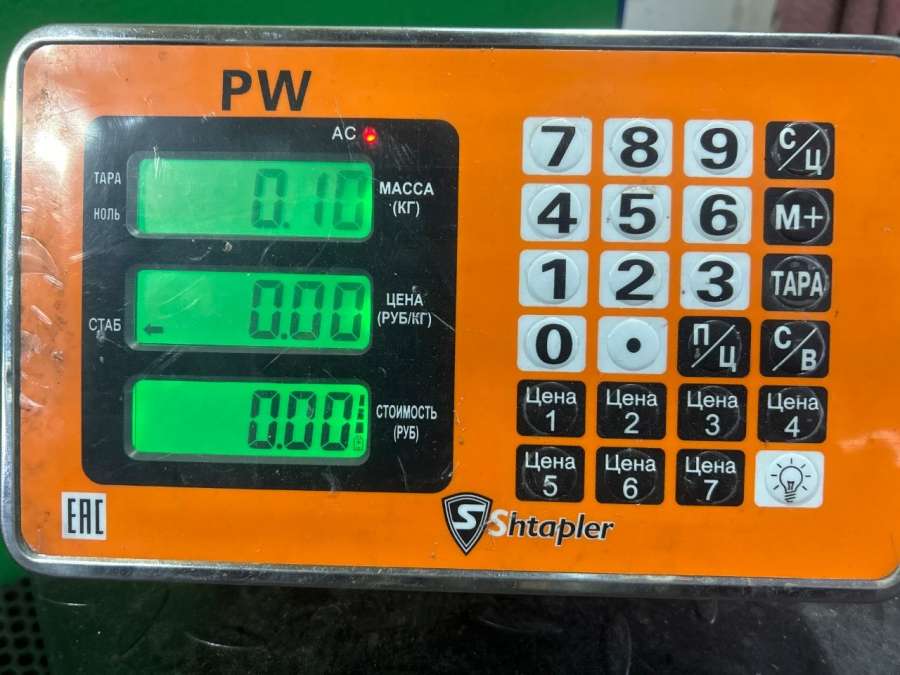 PW
AC
ТАРА
НОЛЬ
0.10
МАССА
(КГ)
СТАБ
0.00
ЦЕНА
(РУБ/КГ)
0.00
СТОИМОСТЬ
(РУБ)
7 8 9 С/Ц
4 5 6 М+
1 2 3 ТАРА
0 . П/Ц С/В
Цена 1 Цена 2 Цена 3 Цена 4
Цена 5 Цена 6 Цена 7
EAC
S Shtapler